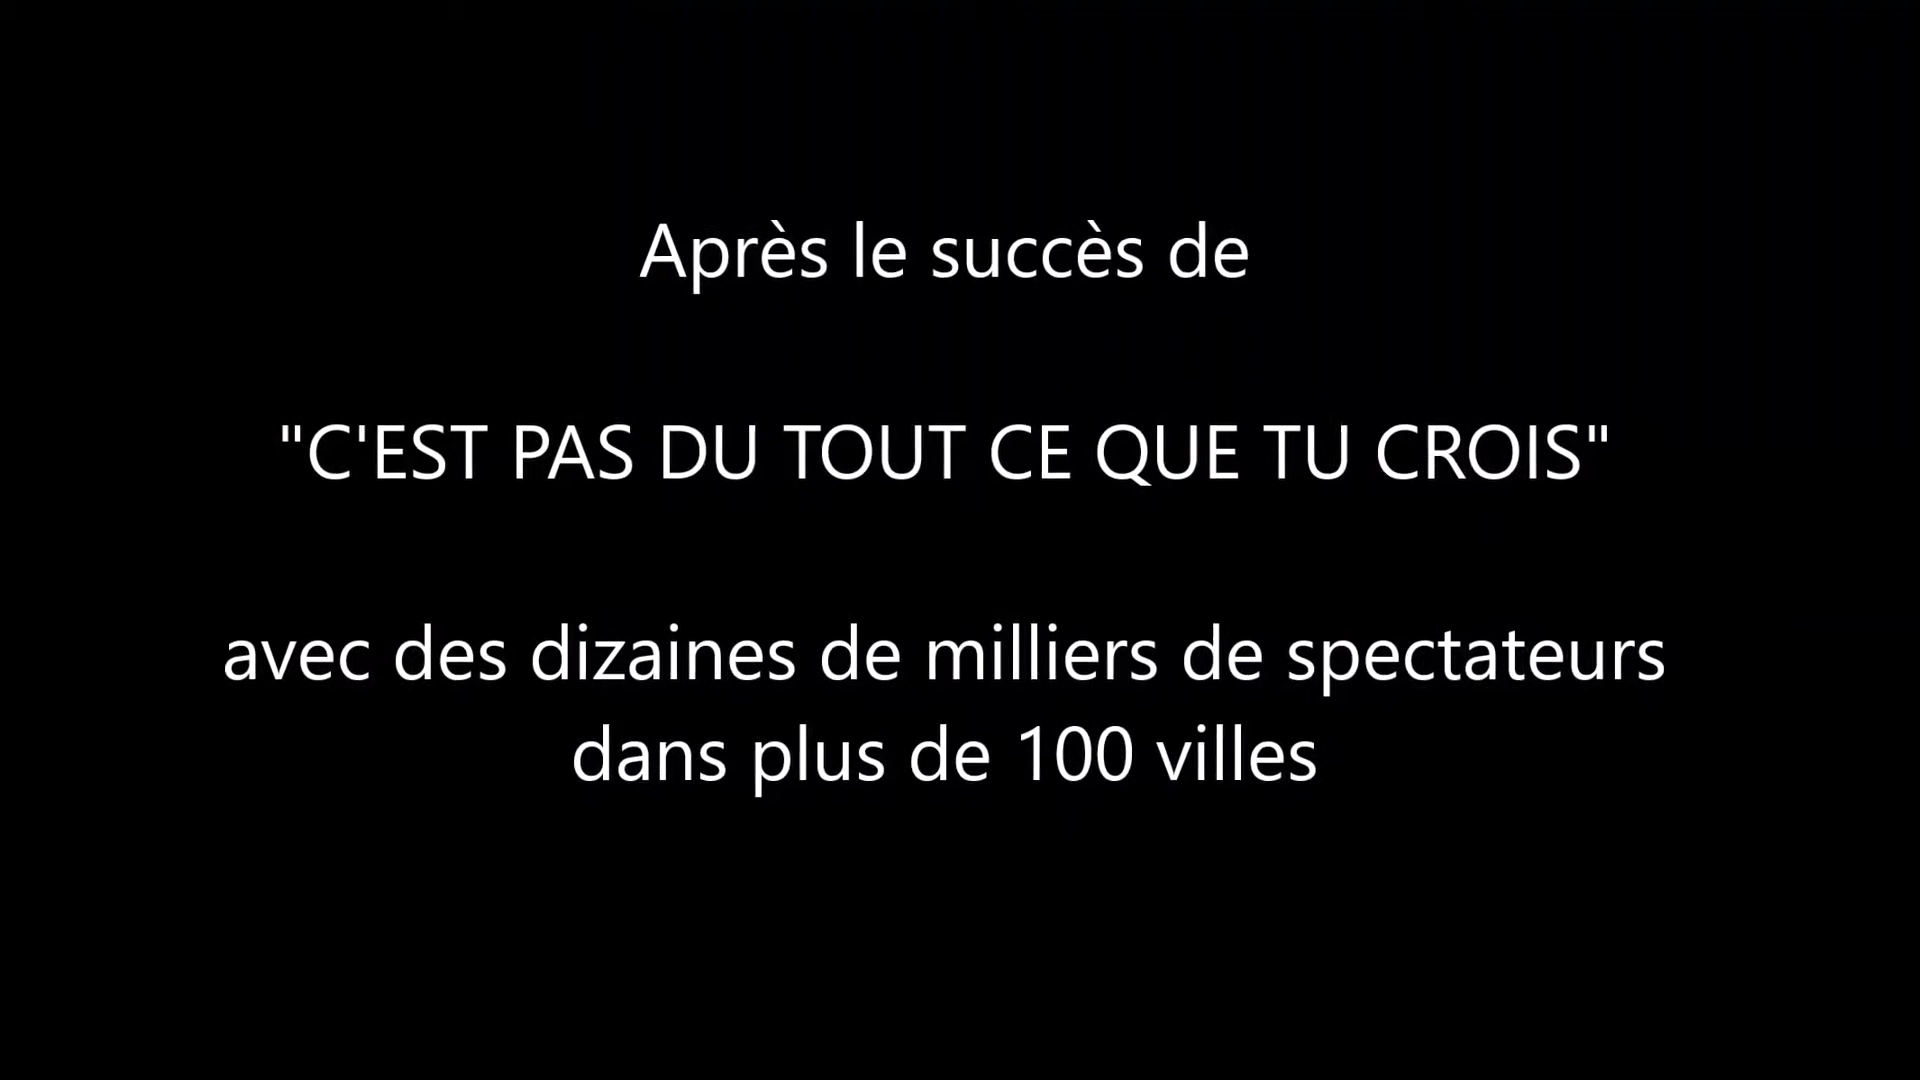 Après le succès de
"C'EST PAS DU TOUT CE QUE TU CROIS"
avec des dizaines de milliers de spectateurs
dans plus de 100 villes